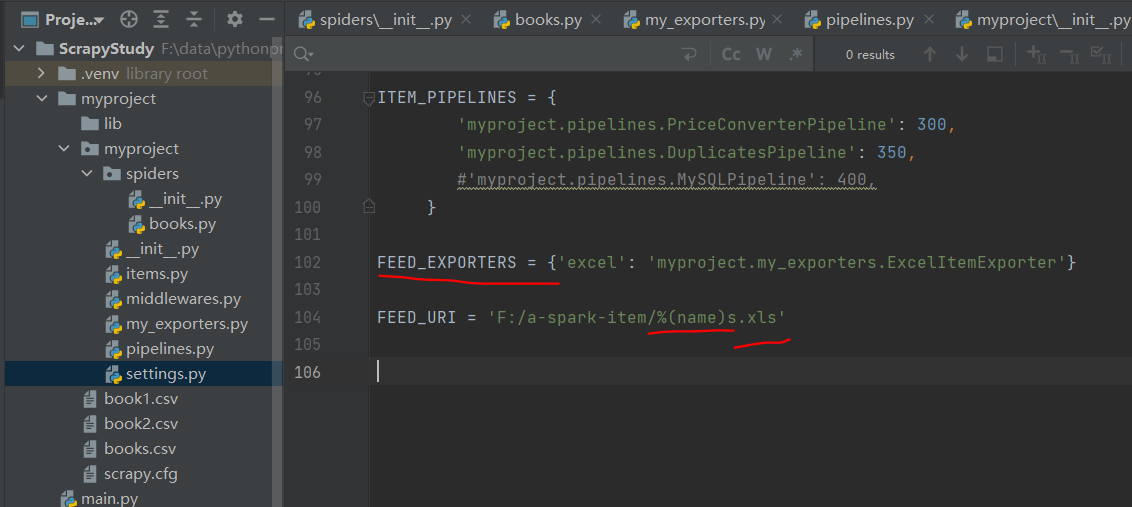 Proje...
spiders\__init__.py
books.py
my_exporters.py
pipelines.py
myproject\__init__.py
ScrapyStudy F:\data\pythonpr
.venv library root
myproject
lib
myproject
spiders
__init__.py
books.py
__init__.py
items.py
middlewares.py
my_exporters.py
pipelines.py
settings.py
book1.csv
book2.csv
books.csv
scrapy.cfg
main.py
Cc W .* 0 results
96 ITEM_PIPELINES = {
97 'myproject.pipelines.PriceConverterPipeline': 300,
98 'myproject.pipelines.DuplicatesPipeline': 350,
99 #'myproject.pipelines.MySQLPipeline': 400,
100 }
101
102 FEED_EXPORTERS = {'excel': 'myproject.my_exporters.ExcelItemExporter'}
103
104 FEED_URI = 'F:/a-spark-item/%(name)s.xls'
105
106